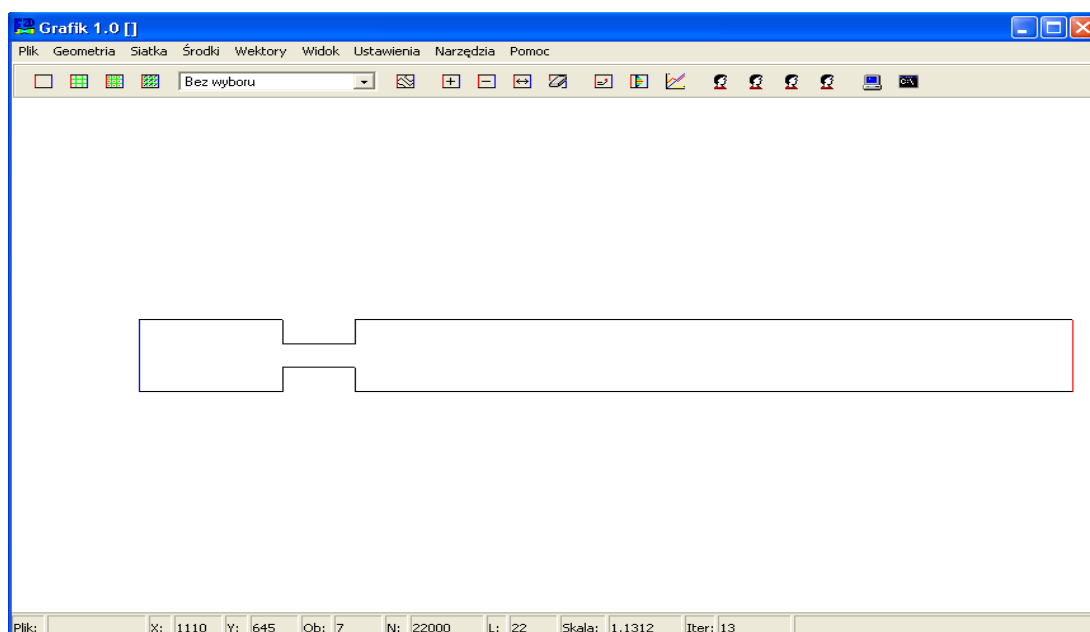 Grafik 1.0 []
Plik Geometria Siatka Środki Wektory Widok Ustawienia Narzędzia Pomoc
Bez wyboru
Plik: X: 1110 Y: 645 Ob: 7 N: 22000 L: 22 Skala: 1.1312 Iter: 13